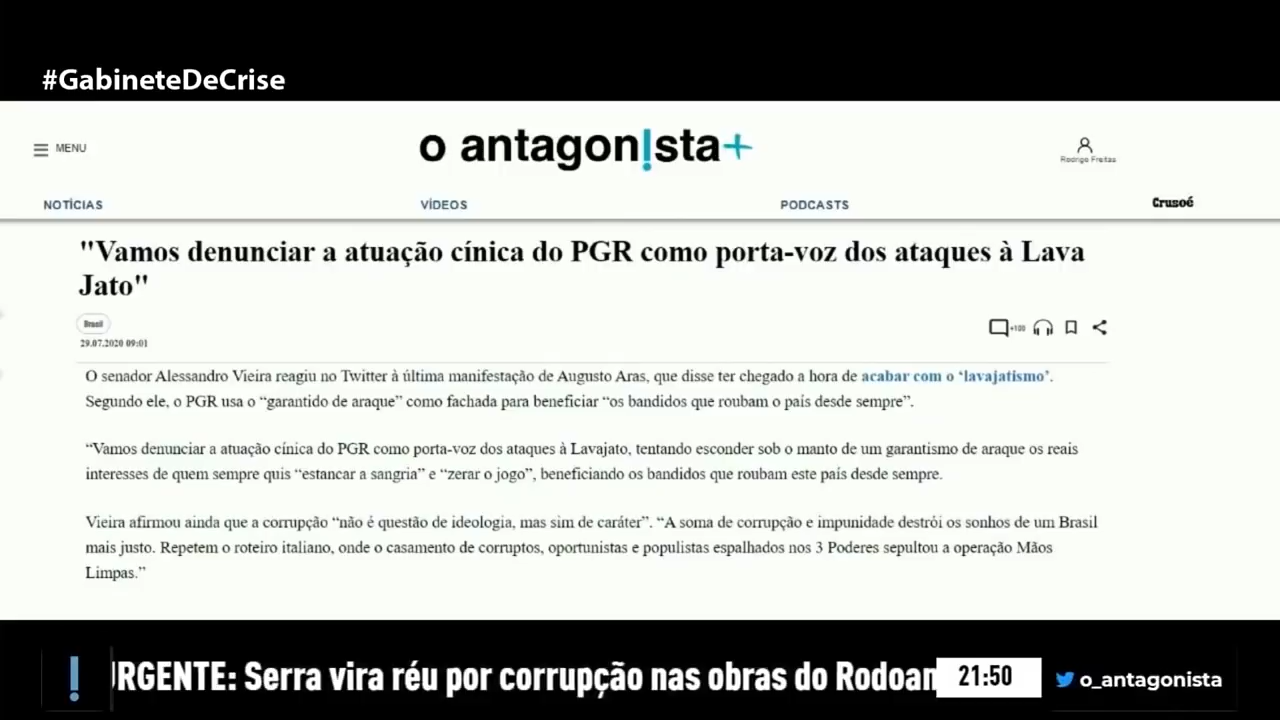 #GabineteDeCrise
MENU
o antagon!sta+
Rodrigo Freitas
NOTÍCIAS
VÍDEOS
PODCASTS
Crusoé
"Vamos denunciar a atuação cínica do PGR como porta-voz dos ataques à Lava
Jato"
Brasil
29.07.2020 09:01
+100
O senador Alessandro Vieira reagiu no Twitter à última manifestação de Augusto Aras, que disse ter chegado a hora de acabar com o ‘lavajatismo’.
Segundo ele, o PGR usa o “garantido de araque” como fachada para beneficiar “os bandidos que roubam o país desde sempre”.
“Vamos denunciar a atuação cínica do PGR como porta-voz dos ataques à Lavajato, tentando esconder sob o manto de um garantismo de araque os reais
interesses de quem sempre quis “estancar a sangria” e “zerar o jogo”, beneficiando os bandidos que roubam este país desde sempre.
Vieira afirmou ainda que a corrupção “não é questão de ideologia, mas sim de caráter”. “A soma de corrupção e impunidade destrói os sonhos de um Brasil
mais justo. Repetem o roteiro italiano, onde o casamento de corruptos, oportunistas e populistas espalhados nos 3 Poderes sepultou a operação Mãos
Limpas.”
! URGENTE: Serra vira réu por corrupção nas obras do Rodoan
21:50
o_antagonista